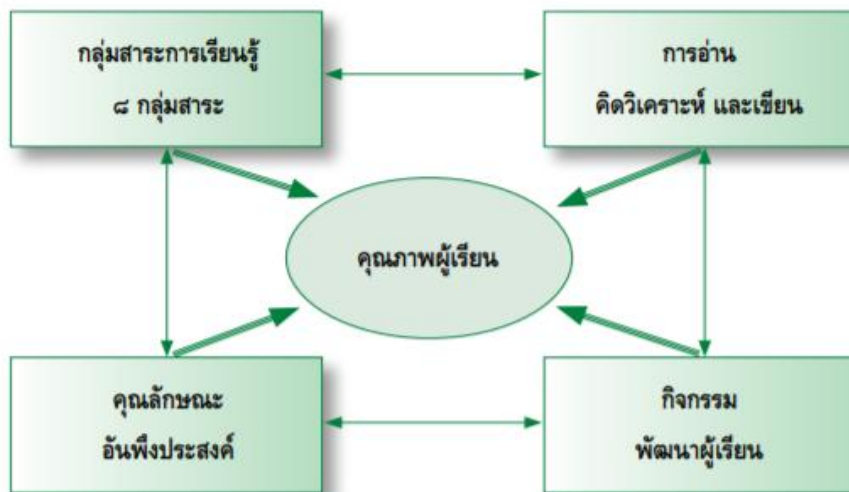 กลุ่มสาระการเรียนรู้
๘ กลุ่มสาระ
การอ่าน
คิดวิเคราะห์ และเขียน
คุณภาพผู้เรียน
คุณลักษณะ
อันพึงประสงค์
กิจกรรม
พัฒนาผู้เรียน